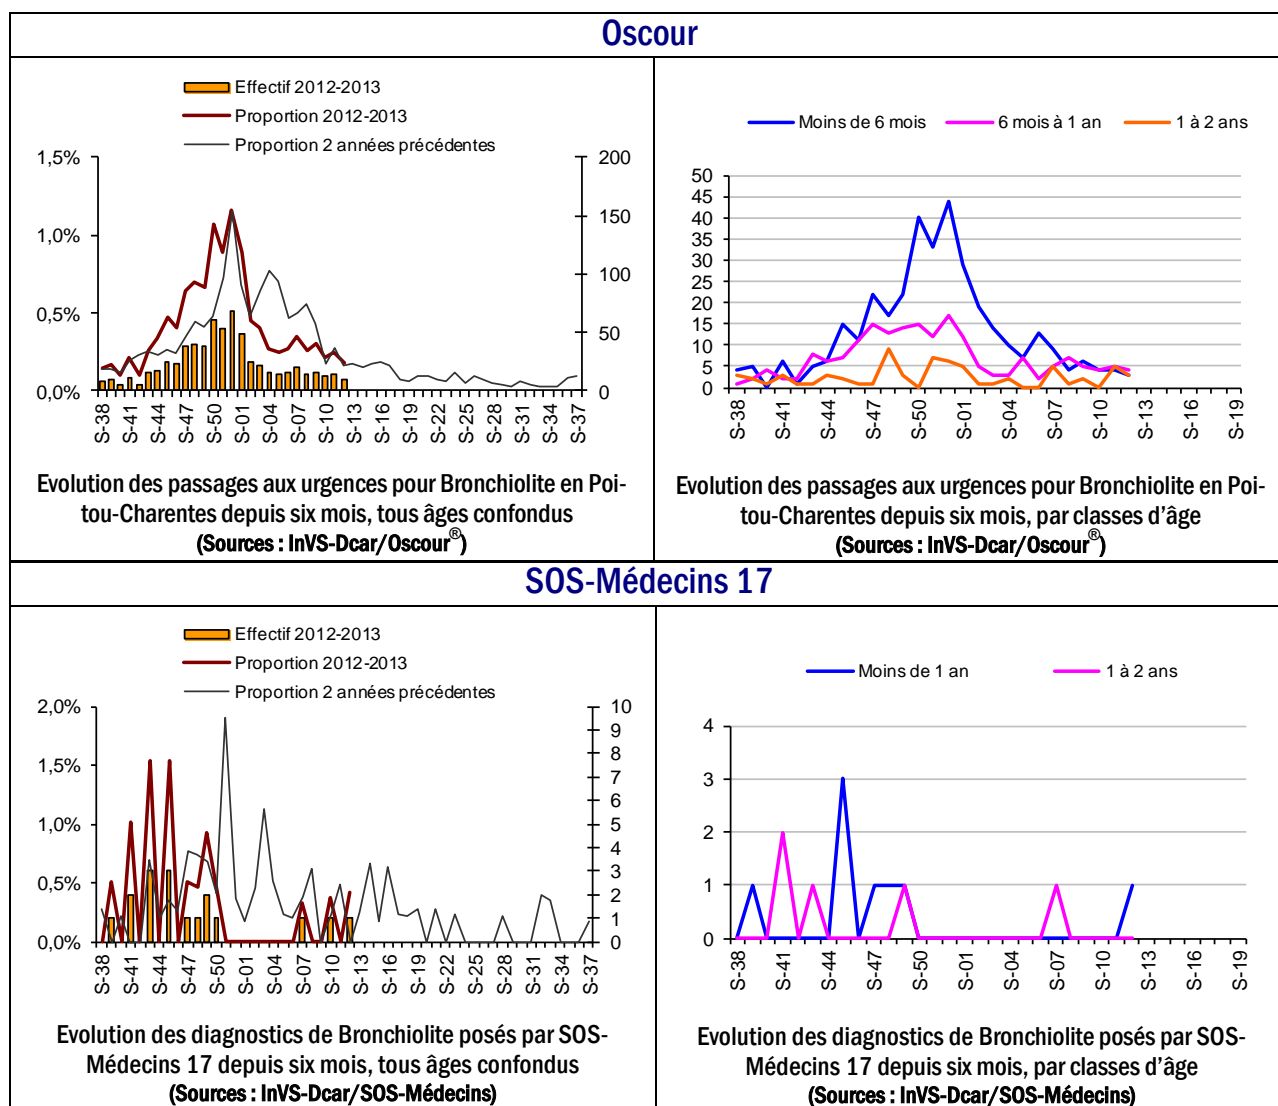 Oscour
Effectif 2012-2013
Proportion 2012-2013
Proportion 2 années précédentes
1,5%
1,0%
0,5%
0,0%
200
150
100
50
0
S-38
S-41
S-44
S-47
S-50
S-01
S-04
S-07
S-10
S-13
S-16
S-19
S-22
S-25
S-28
S-31
S-34
S-37
Evolution des passages aux urgences pour Bronchiolite en Poi-
tou-Charentes depuis six mois, tous âges confondus
(Sources : InVS-Dcar/Oscour®)
Moins de 6 mois
6 mois à 1 an
1 à 2 ans
50
45
40
35
30
25
20
15
10
5
0
S-38
S-41
S-44
S-47
S-50
S-01
S-04
S-07
S-10
S-13
S-16
S-19
Evolution des passages aux urgences pour Bronchiolite en Poi-
tou-Charentes depuis six mois, par classes d’âge
(Sources : InVS-Dcar/Oscour®)
SOS-Médecins 17
Effectif 2012-2013
Proportion 2012-2013
Proportion 2 années précédentes
2,0%
1,5%
1,0%
0,5%
0,0%
10
9
8
7
6
5
4
3
2
1
0
S-38
S-41
S-44
S-47
S-50
S-01
S-04
S-07
S-10
S-13
S-16
S-19
S-22
S-25
S-28
S-31
S-34
S-37
Evolution des diagnostics de Bronchiolite posés par SOS-
Médecins 17 depuis six mois, tous âges confondus
(Sources : InVS-Dcar/SOS-Médecins)
Moins de 1 an
1 à 2 ans
4
3
2
1
0
S-38
S-41
S-44
S-47
S-50
S-01
S-04
S-07
S-10
S-13
S-16
S-19
Evolution des diagnostics de Bronchiolite posés par SOS-
Médecins 17 depuis six mois, par classes d’âge
(Sources : InVS-Dcar/SOS-Médecins)